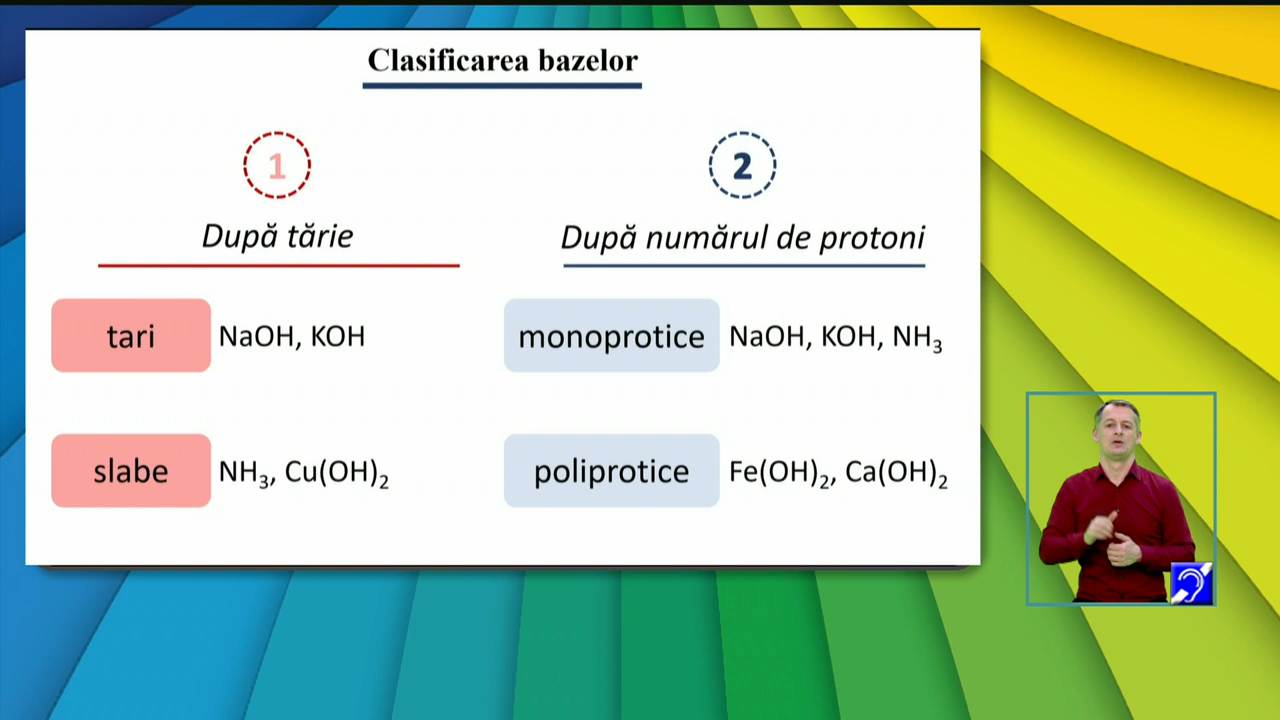 Clasificarea bazelor
1
După tărie
tari
NaOH, KOH
slabe
NH₃, Cu(OH)₂
2
După numărul de protoni
monoprotice
NaOH, KOH, NH₃
poliprotice
Fe(OH)₂, Ca(OH)₂